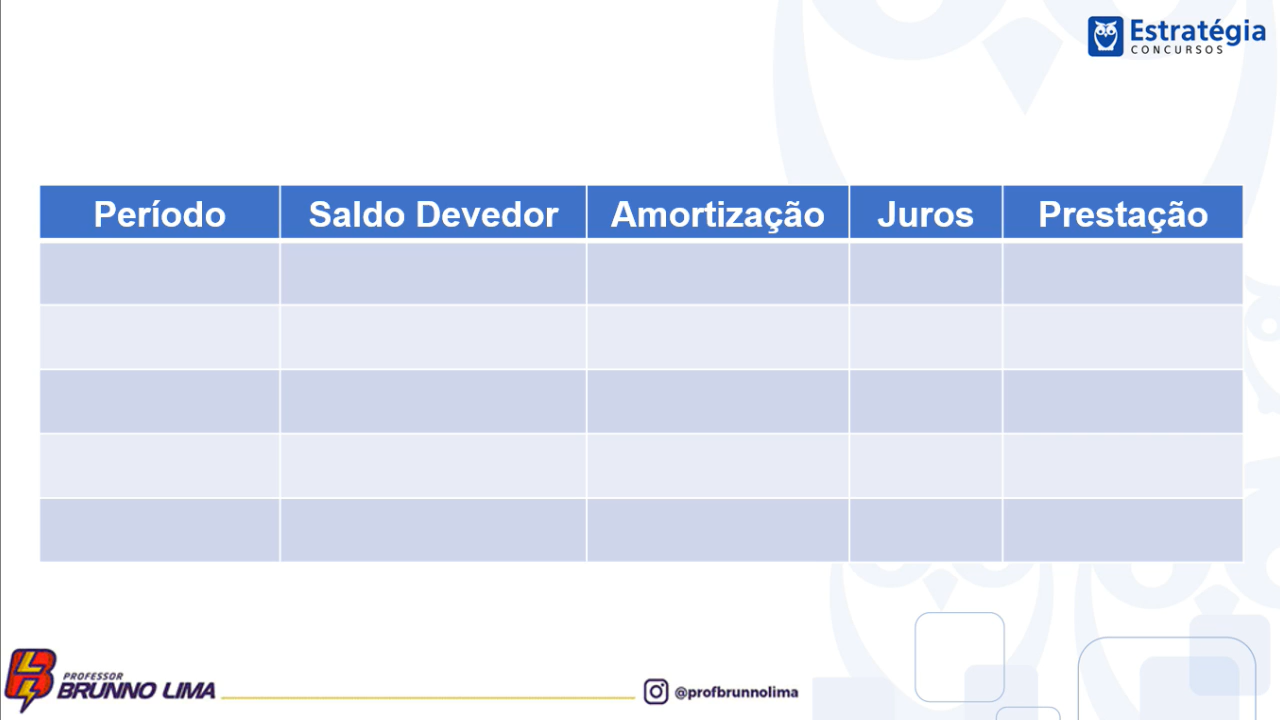 Estratégia
CONCURSOS
Período Saldo Devedor Amortização Juros Prestação
PROFESSOR
BRUNNO LIMA
@profbrunnolima